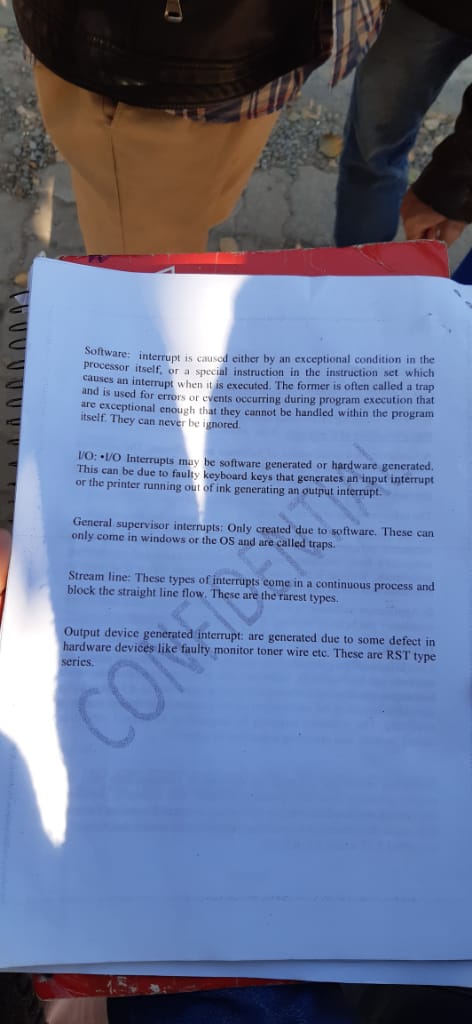 Software: interrupt is caused either by an exceptional condition in the
processor itself, or a special instruction in the instruction set which
causes an interrupt when it is executed. The former is often called a trap
and is used for errors or events occurring during program execution that
are exceptional enough that they cannot be handled within the program
itself. They can never be ignored.
I/O: •I/O Interrupts may be software generated or hardware generated.
This can be due to faulty keyboard keys that generates an input interrupt
or the printer running out of ink generating an output interrupt.
General supervisor interrupts: Only created due to software. These can
only come in windows or the OS and are called traps.
Stream line: These types of interrupts come in a continuous process and
block the straight line flow. These are the rarest types.
Output device generated interrupt: are generated due to some defect in
hardware devices like faulty monitor toner wire etc. These are RST type
series.
CONFIDENTIAL